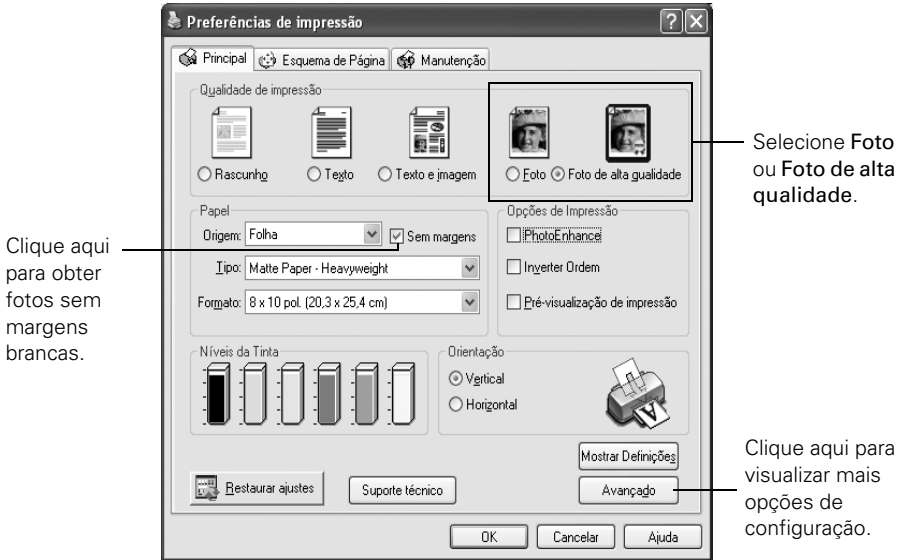 Preferências de impressão
Principal
Esquema de Página
Manutenção
Qualidade de impressão
Rascunho
Texto
Texto e imagem
Foto
Foto de alta qualidade
Selecione Foto
ou Foto de alta
qualidade.
Papel
Origem: Folha
Sem margens
Tipo: Matte Paper - Heavyweight
Formato: 8 x 10 pol. (20,3 x 25,4 cm)
Opções de Impressão
PhotoEnhance
Inverter Ordem
Pré-visualização de impressão
Clique aqui
para obter
fotos sem
margens
brancas.
Níveis da Tinta
Orientação
Vertical
Horizontal
A
Mostrar Definições
Restaurar ajustes
Suporte técnico
Avançado
Clique aqui para
visualizar mais
opções de
configuração.
OK
Cancelar
Ajuda